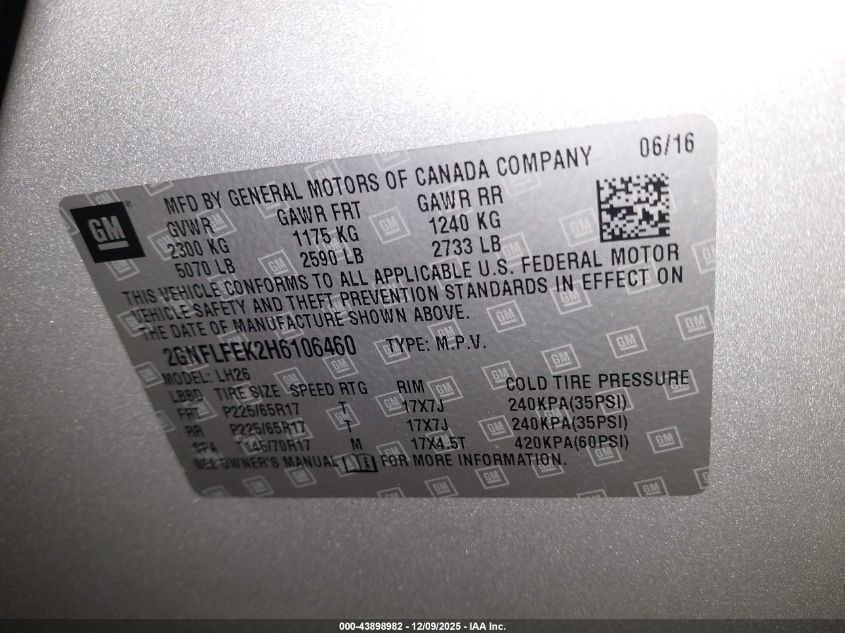 06/16
MFD BY GENERAL MOTORS OF CANADA COMPANY
GM
GVWR GAWR FRT GAWR RR
2300 KG 1175 KG 1240 KG
5070 LB 2590 LB 2733 LB
THIS VEHICLE CONFORMS TO ALL APPLICABLE U.S. FEDERAL MOTOR
VEHICLE SAFETY AND THEFT PREVENTION STANDARDS IN EFFECT ON
THE DATE OF MANUFACTURE SHOWN ABOVE.
2GNFLFEK2H6106460 TYPE: M.P.V.
MODEL: LH26
LBBD TIRE SIZE SPEED RTG RIM COLD TIRE PRESSURE
FRT P225/65R17 T 17X7J 240KPA(35PSI)
RR P225/65R17 T 17X7J 240KPA(35PSI)
SPA T145/70R17 M 17X4.5T 420KPA(60PSI)
SEE OWNER'S MANUAL FOR MORE INFORMATION.
000-43898982 - 12/09/2025 - IAA Inc.